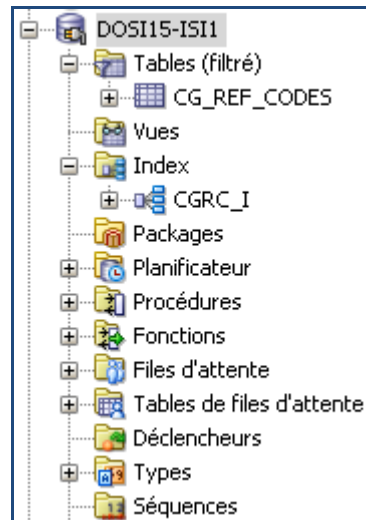 DOSI15-ISI1
Tables (filtré)
CG_REF_CODES
Vues
Index
CGRC_I
Packages
Planificateur
Procédures
Fonctions
Files d'attente
Tables de files d'attente
Déclencheurs
Types
Séquences